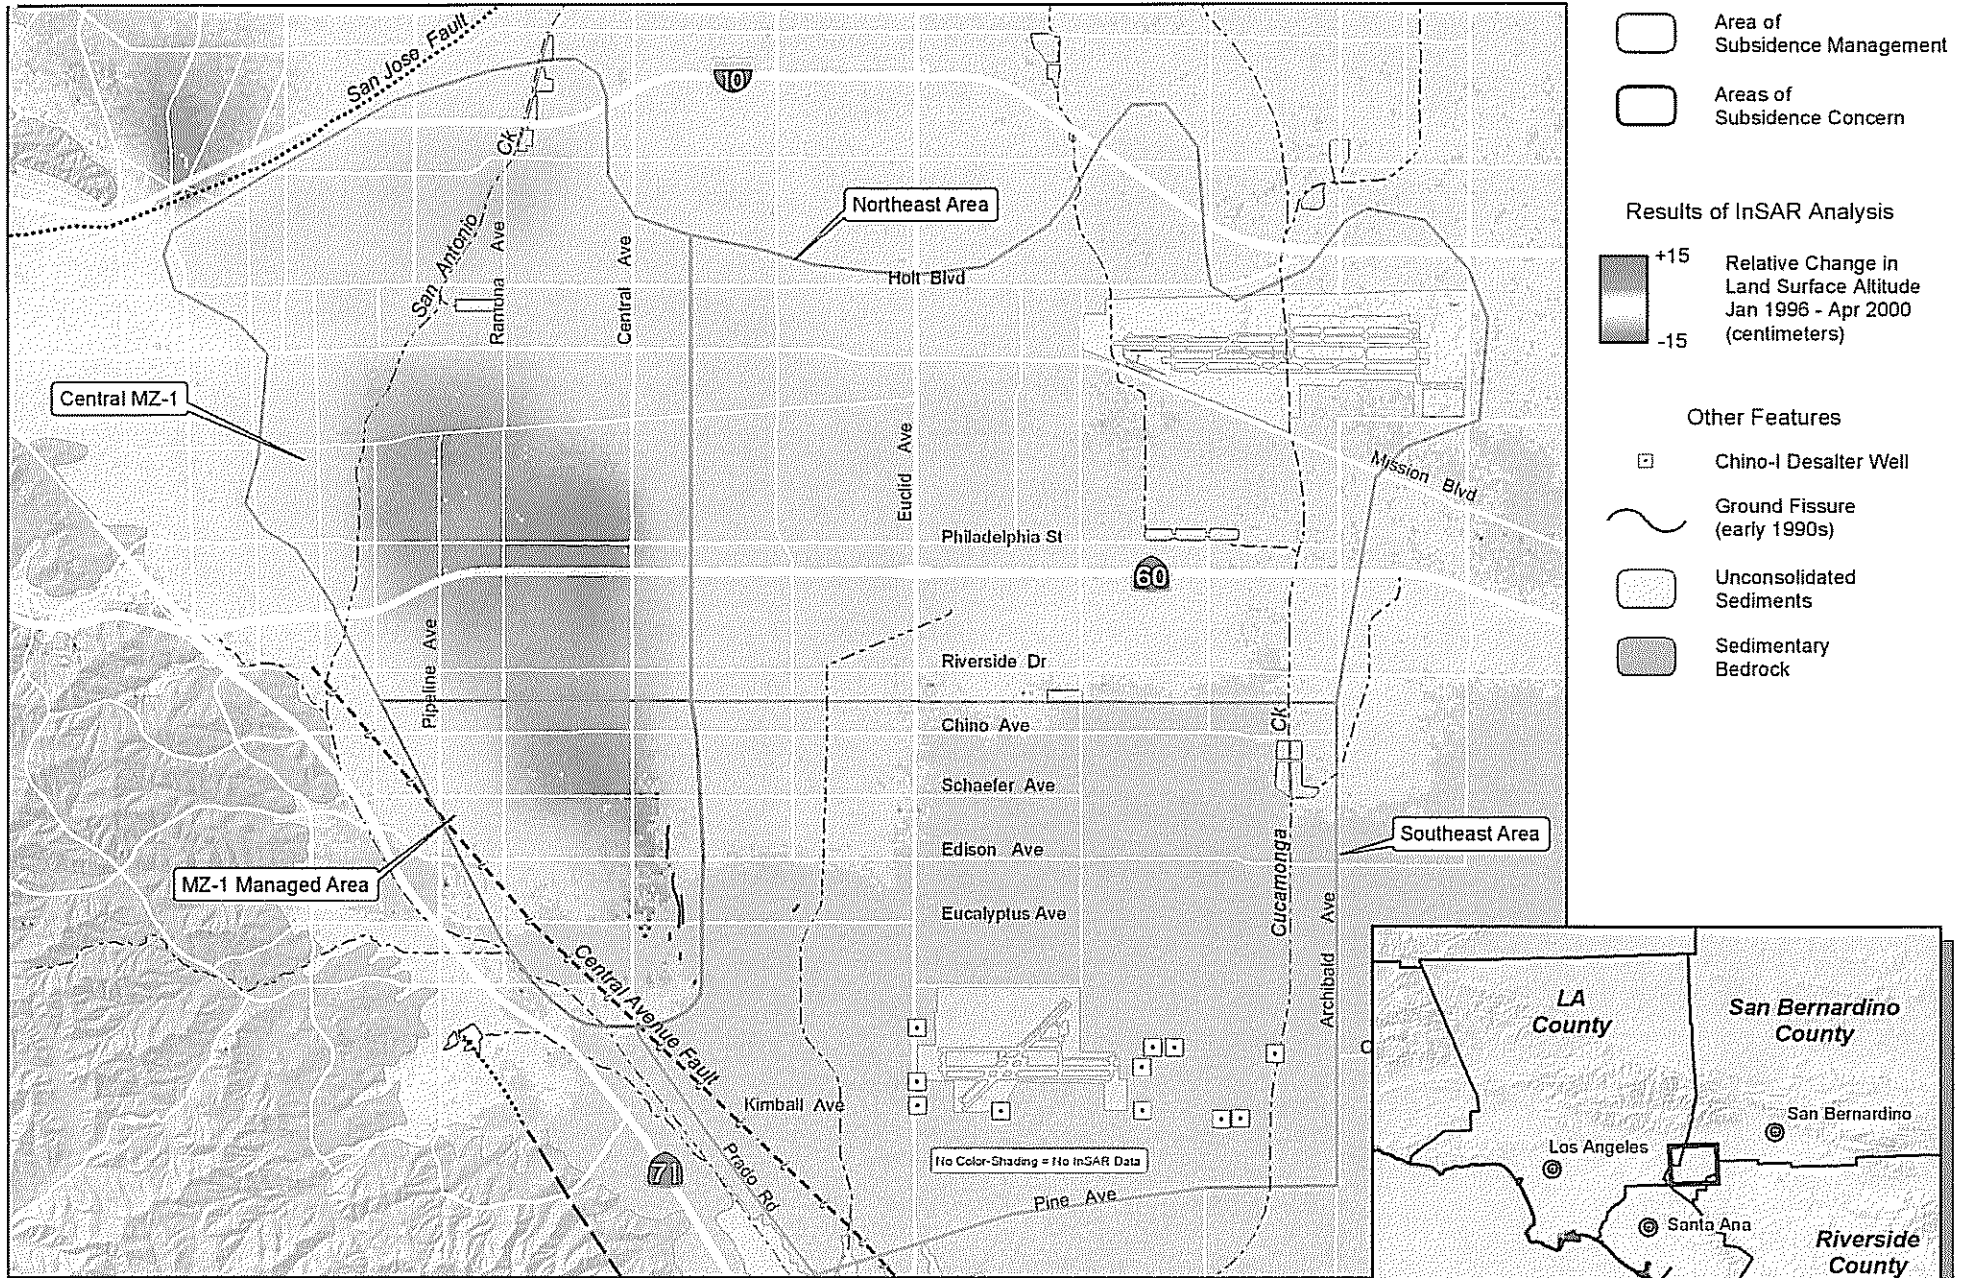 San Jose Fault
10
San Antonio Ck
Ramona Ave
Central Ave
Northeast Area
Holt Blvd
Central MZ-1
Euclid Ave
Mission Blvd
Philadelphia St
60
Pipeline Ave
Riverside Dr
Chino Ave
Schaefer Ave
Edison Ave
Eucalyptus Ave
Cucamonga Ck
Southeast Area
MZ-1 Managed Area
Archibald Ave
Central Avenue Fault
Kimball Ave
Prado Rd
71
No Color-Shading = No InSAR Data
Pine Ave
C
Area of
Subsidence Management
Areas of
Subsidence Concern
Results of InSAR Analysis
+15
-15
Relative Change in
Land Surface Altitude
Jan 1996 - Apr 2000
(centimeters)
Other Features
Chino-I Desalter Well
Ground Fissure
(early 1990s)
Unconsolidated
Sediments
Sedimentary
Bedrock
LA
County
San Bernardino
County
San Bernardino
Los Angeles
Santa Ana
Riverside
County